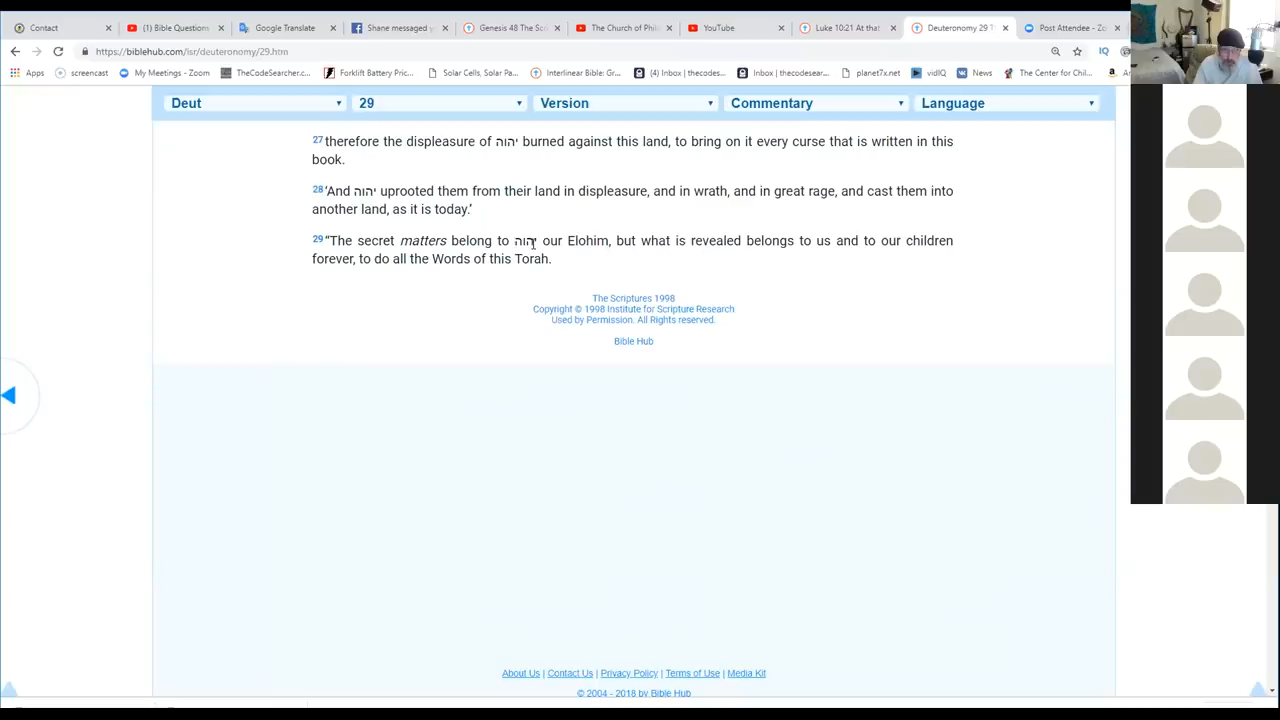 Contact
(1) Bible Questions
Google Translate
Shane messaged
Genesis 48 The Scri
The Church of Phil
YouTube
Luke 10:21 At that
Deuteronomy 29 T
Post Attendee - Zo
https://biblehub.com/isr/deuteronomy/29.htm
IQ
Apps
screencast
My Meetings - Zoom
TheCodeSearcher.c...
Forklift Battery Pric...
Solar Cells, Solar Pa...
Interlinear Bible: Gr...
(4) Inbox | thecodes...
Inbox | thecodesear...
planet7x.net
vidIQ
News
The Center for Chil...
Deut
29
Version
Commentary
Language
27therefore the displeasure of יהוה burned against this land, to bring on it every curse that is written in this
book.
28‘And יהוה uprooted them from their land in displeasure, and in wrath, and in great rage, and cast them into
another land, as it is today.’
29“The secret matters belong to יהוה our Elohim, but what is revealed belongs to us and to our children
forever, to do all the Words of this Torah.
The Scriptures 1998
Copyright © 1998 Institute for Scripture Research
Used by Permission. All Rights reserved.
Bible Hub
About Us | Contact Us | Privacy Policy | Terms of Use | Media Kit
© 2004 - 2018 by Bible Hub